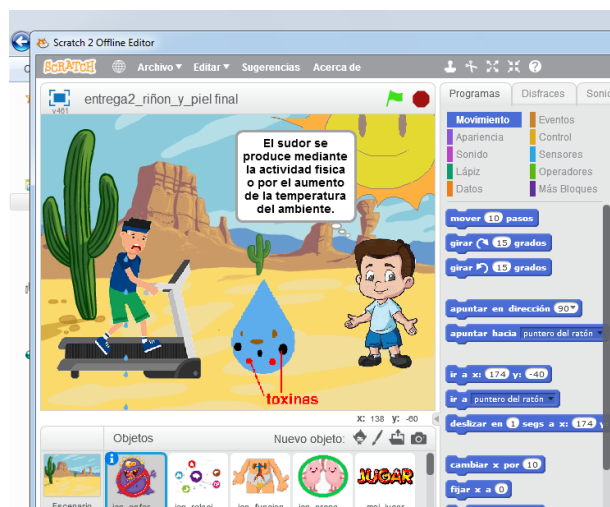 Scratch 2 Offline Editor
SCRATCH
Archivo▼ Editar▼ Sugerencias Acerca de
v461
entrega2_riñon_y_piel final
El sudor se
produce mediante
la actividad física
o por el aumento
de la temperatura
del ambiente.
toxinas
X: 138 y: -60
Objetos
Nuevo objeto:
Escenario
JUGAR
Programas
Disfraces
Movimiento
Apariencia
Sonido
Lápiz
Datos
Eventos
Control
Sensores
Operadores
Más Bloques
mover 10 pasos
girar 15 grados
girar 15 grados
apuntar en dirección 90▼
apuntar hacia puntero del ratón
ir a x: 174 y: -40
ir a puntero del ratón
deslizar en 1 segs a x: 174 y
cambiar x por 10
fijar x a 0